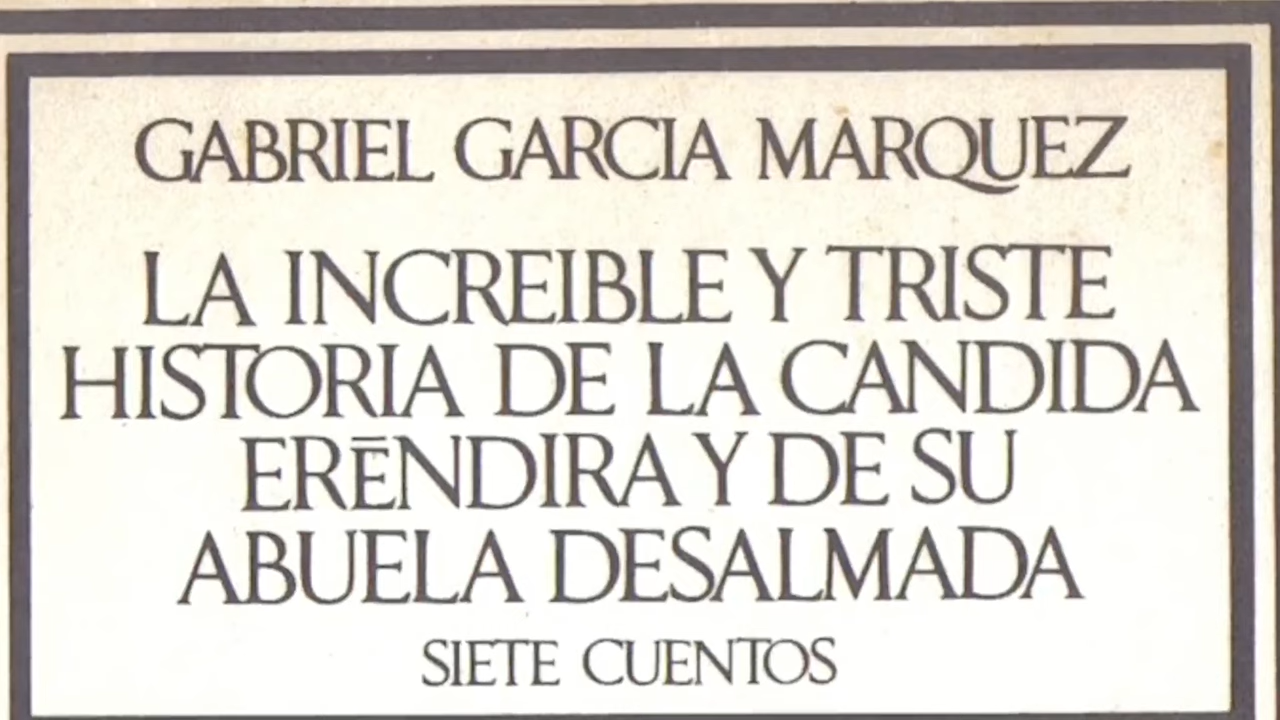 GABRIEL GARCIA MARQUEZ
LA INCREIBLE Y TRISTE
HISTORIA DE LA CANDIDA
ERĒNDIRA Y DE SU
ABUELA DESALMADA
SIETE CUENTOS